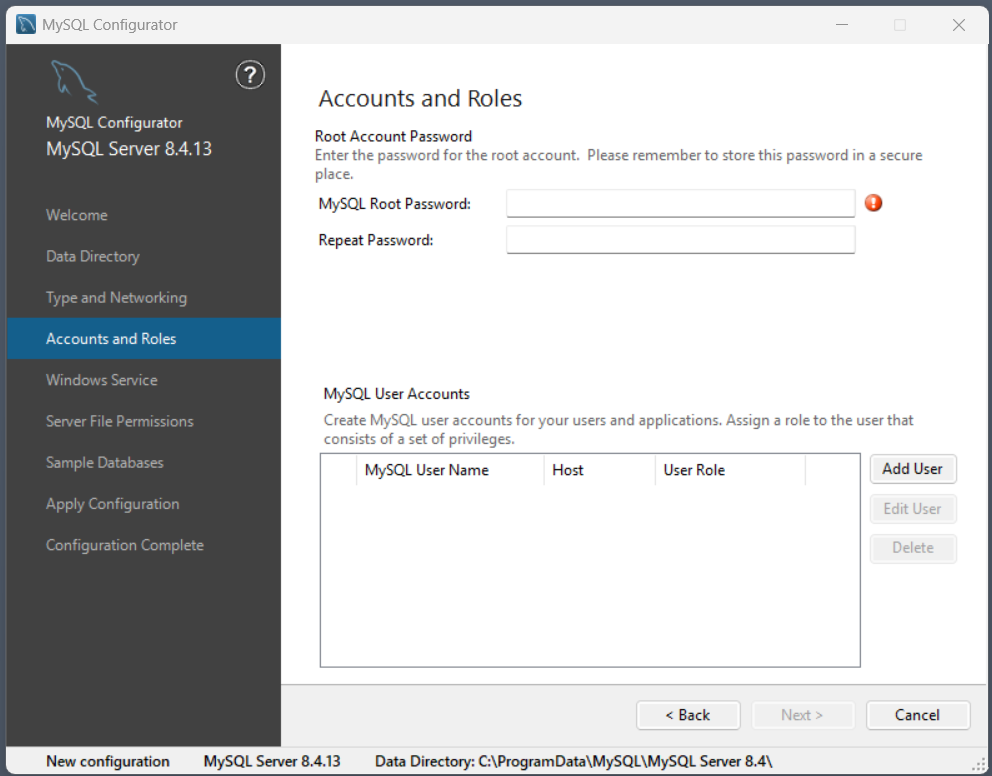 MySQL Configurator
?
MySQL Configurator
MySQL Server 8.4.13
Welcome
Data Directory
Type and Networking
Accounts and Roles
Windows Service
Server File Permissions
Sample Databases
Apply Configuration
Configuration Complete
Accounts and Roles
Root Account Password
Enter the password for the root account.  Please remember to store this password in a secure
place.
MySQL Root Password:
!
Repeat Password:
MySQL User Accounts
Create MySQL user accounts for your users and applications. Assign a role to the user that
consists of a set of privileges.
MySQL User Name Host User Role
Add User
Edit User
Delete
< Back Next > Cancel
New configuration MySQL Server 8.4.13 Data Directory: C:\ProgramData\MySQL\MySQL Server 8.4\